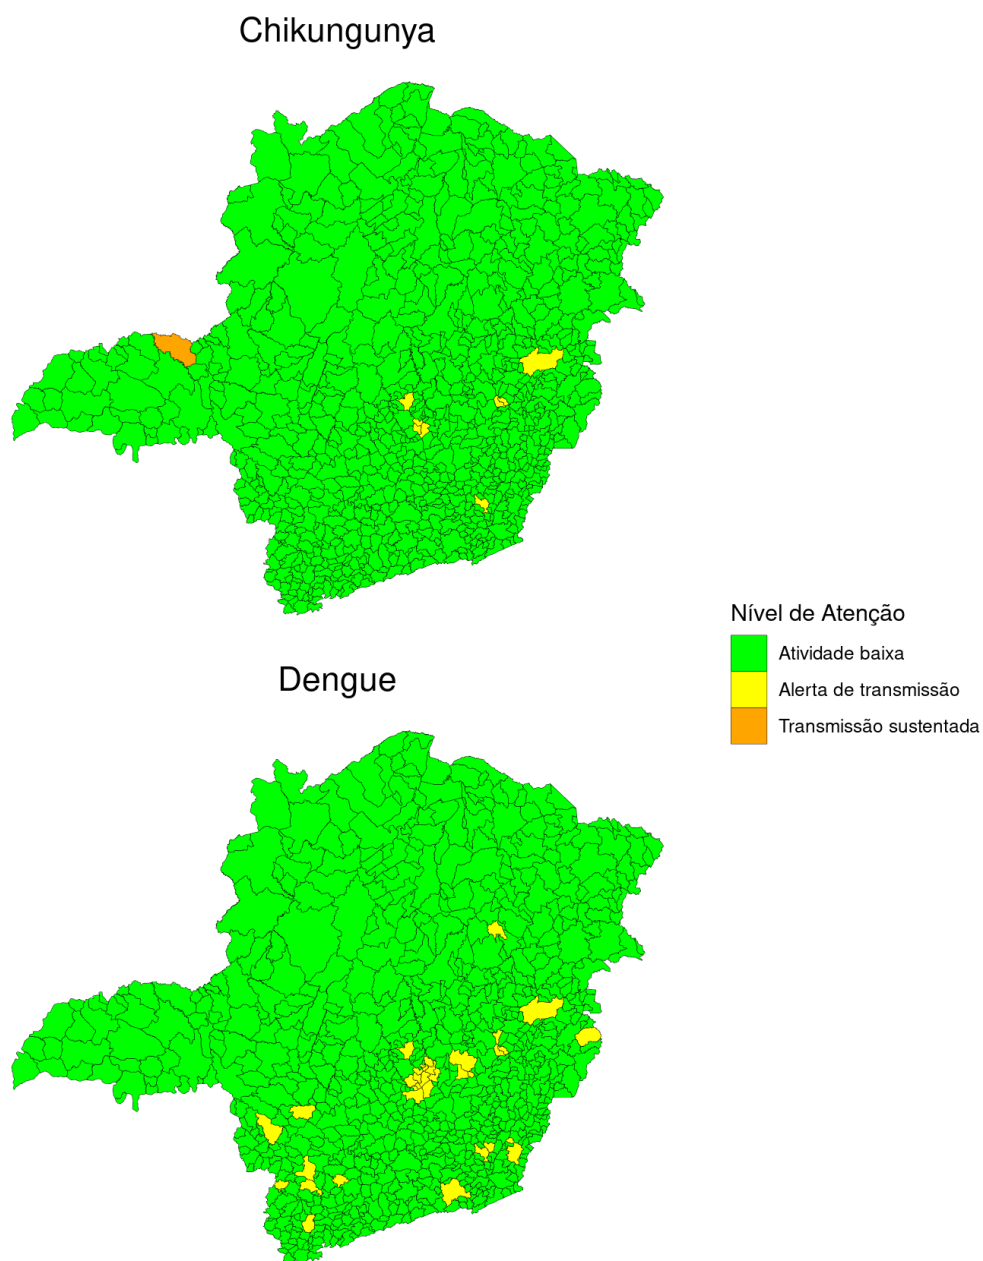 Chikungunya
Nível de Atenção
Atividade baixa
Alerta de transmissão
Transmissão sustentada
Dengue